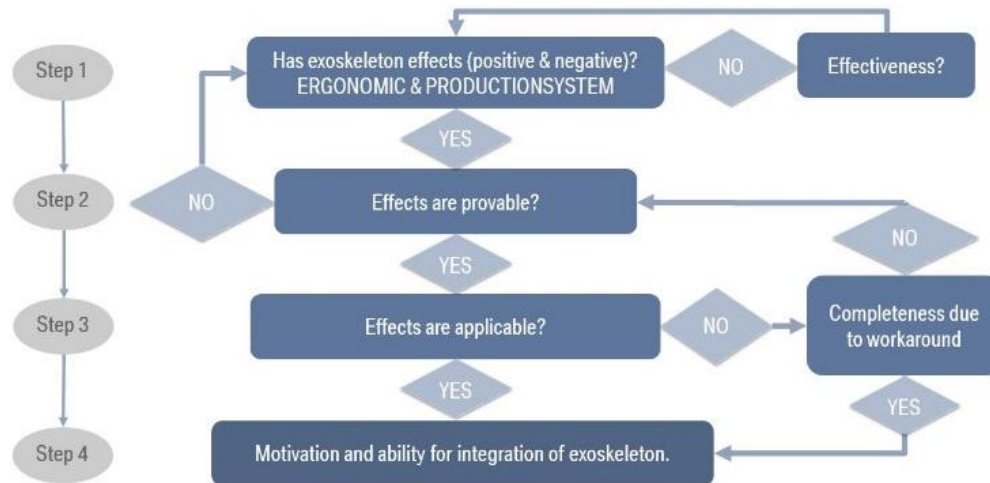 Step 1
Has exoskeleton effects (positive & negative)?
ERGONOMIC & PRODUCTIONSYSTEM
NO
Effectiveness?
YES
Step 2
NO
Effects are provable?
NO
YES
Step 3
Effects are applicable?
NO
Completeness due
to workaround
YES
YES
Step 4
Motivation and ability for integration of exoskeleton.